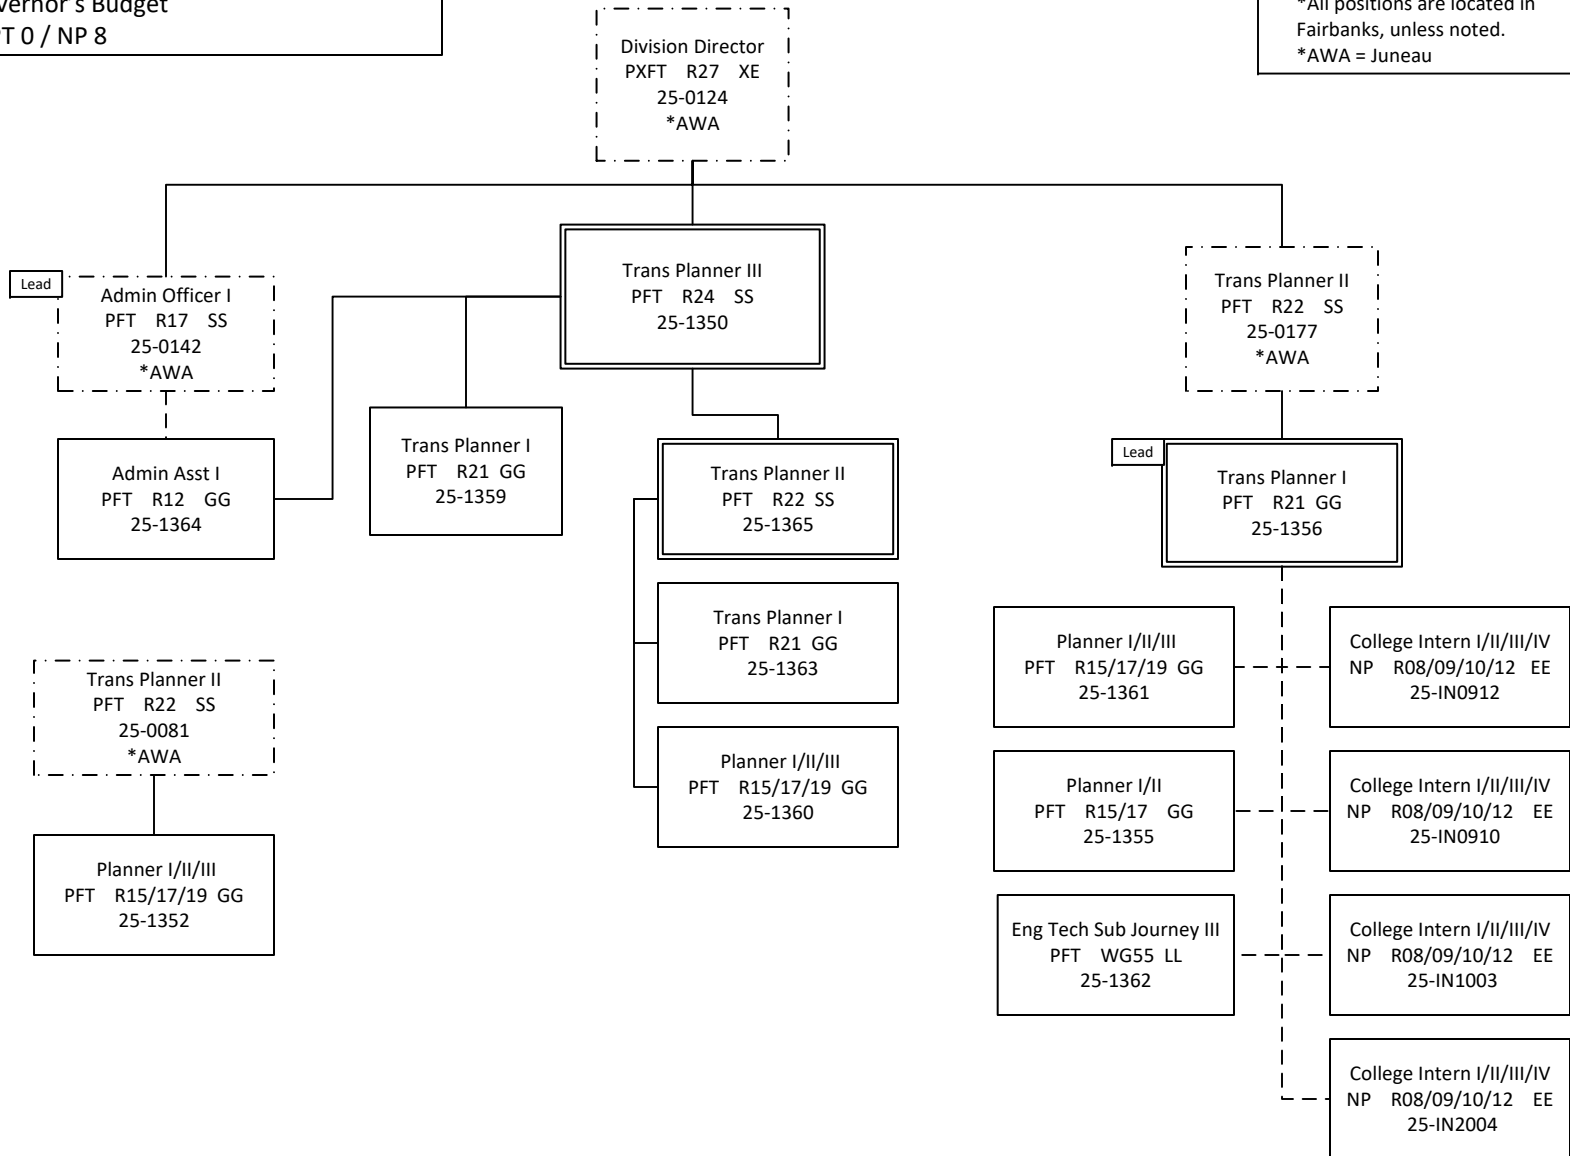 Budget
0 / NP 8
*All positions are located in
Fairbanks, unless noted.
*AWA = Juneau
Division Director
PXFT R27 XE
25-0124
*AWA
Lead
Admin Officer I
PFT R17 SS
25-0142
*AWA
Trans Planner III
PFT R24 SS
25-1350
Trans Planner II
PFT R22 SS
25-0177
*AWA
Admin Asst I
PFT R12 GG
25-1364
Trans Planner I
PFT R21 GG
25-1359
Trans Planner II
PFT R22 SS
25-1365
Lead
Trans Planner I
PFT R21 GG
25-1356
Trans Planner I
PFT R21 GG
25-1363
Planner I/II/III
PFT R15/17/19 GG
25-1360
Trans Planner II
PFT R22 SS
25-0081
*AWA
Planner I/II/III
PFT R15/17/19 GG
25-1352
Planner I/II/III
PFT R15/17/19 GG
25-1361
College Intern I/II/III/IV
NP R08/09/10/12 EE
25-IN0912
Planner I/II
PFT R15/17 GG
25-1355
College Intern I/II/III/IV
NP R08/09/10/12 EE
25-IN0910
Eng Tech Sub Journey III
PFT WG55 LL
25-1362
College Intern I/II/III/IV
NP R08/09/10/12 EE
25-IN1003
College Intern I/II/III/IV
NP R08/09/10/12 EE
25-IN2004